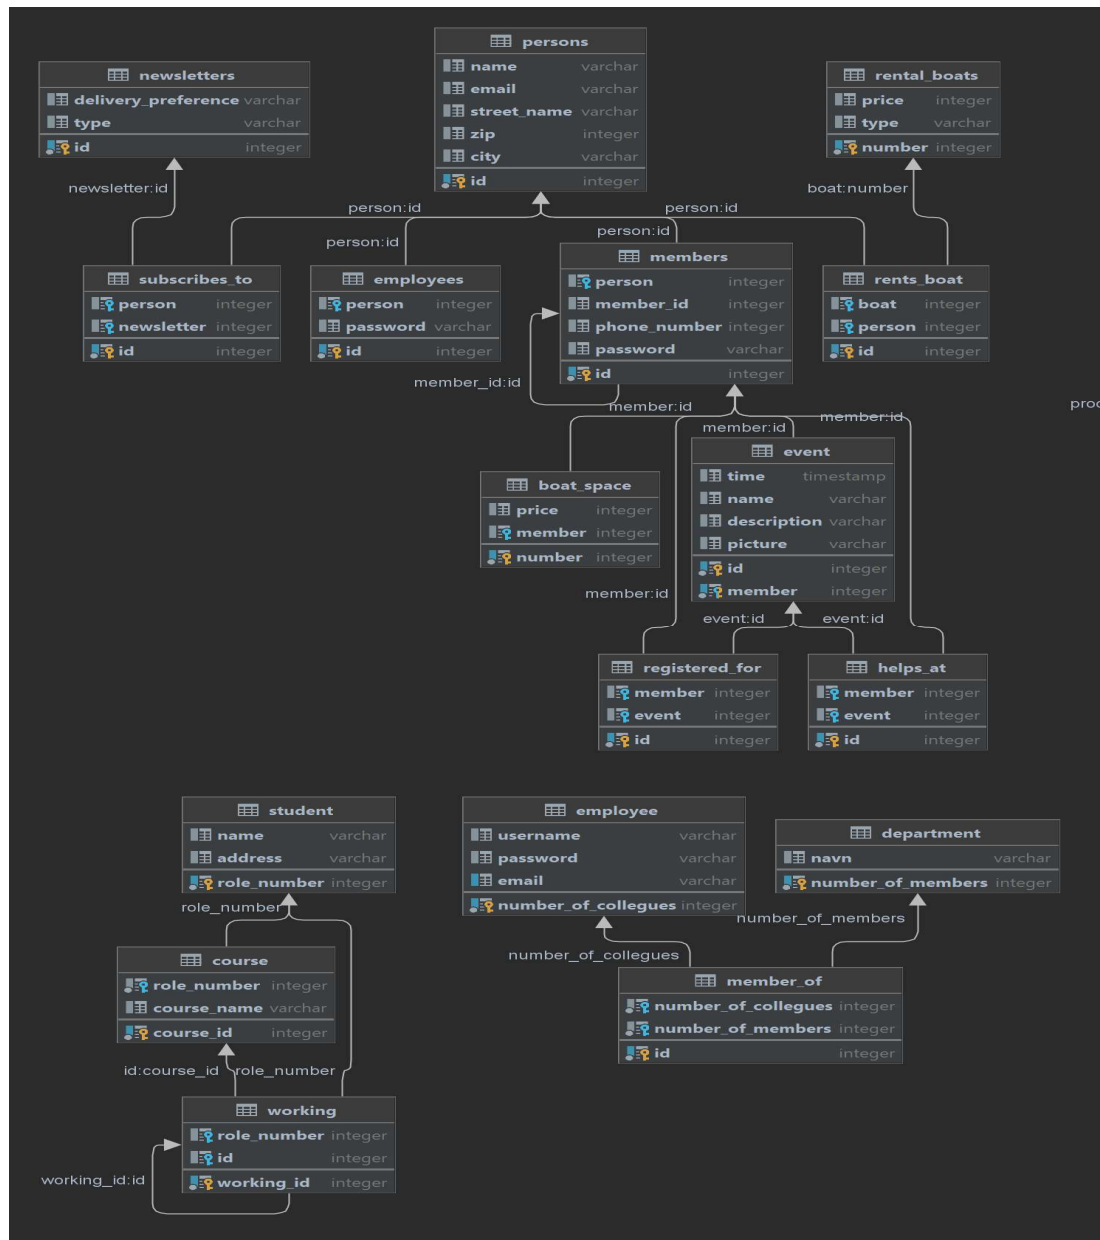 persons
name varchar
email varchar
street_name varchar
zip integer
city varchar
id integer
newsletters
delivery_preference varchar
type varchar
id integer
rental_boats
price integer
type varchar
number integer
newsletter:id
person:id
person:id
person:id
person:id
boat:number
subscribes_to
person integer
newsletter integer
id integer
employees
person integer
password varchar
id integer
members
person integer
member_id integer
phone_number integer
password varchar
id integer
rents_boat
boat integer
person integer
id integer
member_id:id
member:id
member:id
member:id
proc
boat_space
price integer
member integer
number integer
event
time timestamp
name varchar
description varchar
picture varchar
id integer
member integer
member:id
event:id
event:id
registered_for
member integer
event integer
id integer
helps_at
member integer
event integer
id integer
student
name varchar
address varchar
role_number integer
employee
username varchar
password varchar
email varchar
number_of_collegues integer
department
navn varchar
number_of_members integer
role_number
number_of_collegues
number_of_members
course
role_number integer
course_name varchar
course_id integer
member_of
number_of_collegues integer
number_of_members integer
id integer
id:course_id
role_number
working
role_number integer
id integer
working_id integer
working_id:id